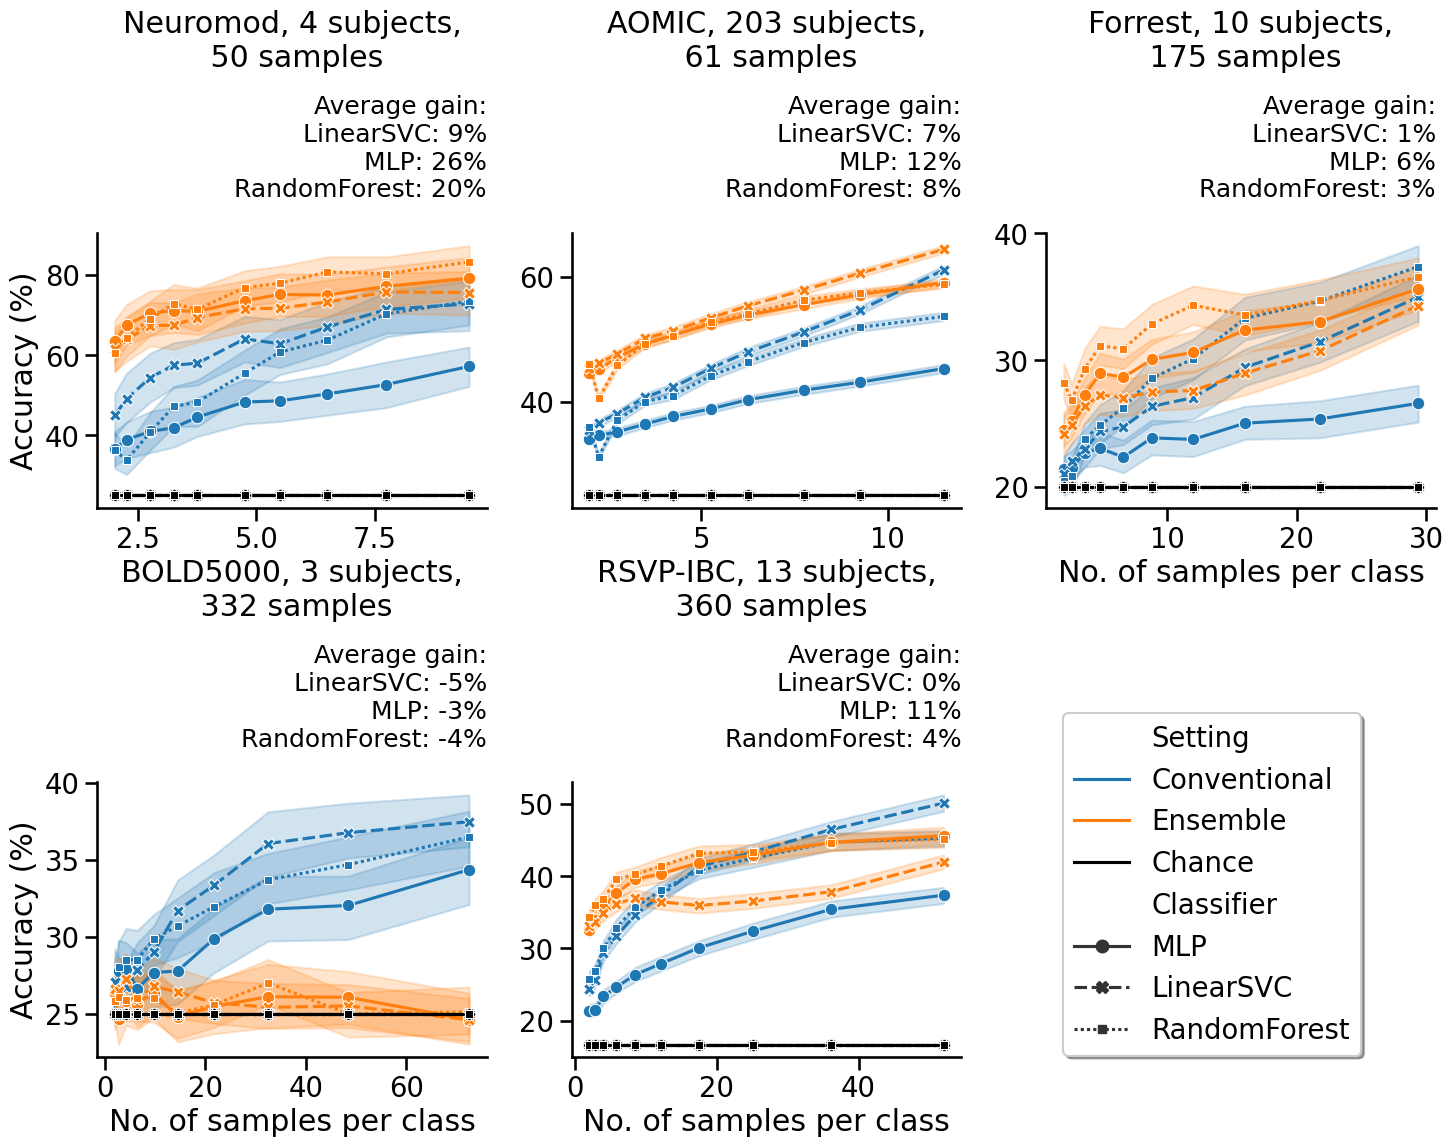 Neuromod, 4 subjects,
50 samples
Average gain:
LinearSVC: 9%
MLP: 26%
RandomForest: 20%
Accuracy (%)
80
60
40
2.5
5.0
7.5
AOMIC, 203 subjects,
61 samples
Average gain:
LinearSVC: 7%
MLP: 12%
RandomForest: 8%
60
40
5
10
Forrest, 10 subjects,
175 samples
Average gain:
LinearSVC: 1%
MLP: 6%
RandomForest: 3%
40
30
20
10
20
30
No. of samples per class
BOLD5000, 3 subjects,
332 samples
Average gain:
LinearSVC: -5%
MLP: -3%
RandomForest: -4%
Accuracy (%)
40
35
30
25
0
20
40
60
No. of samples per class
RSVP-IBC, 13 subjects,
360 samples
Average gain:
LinearSVC: 0%
MLP: 11%
RandomForest: 4%
50
40
30
20
0
20
40
No. of samples per class
Setting
Conventional
Ensemble
Chance
Classifier
MLP
LinearSVC
RandomForest